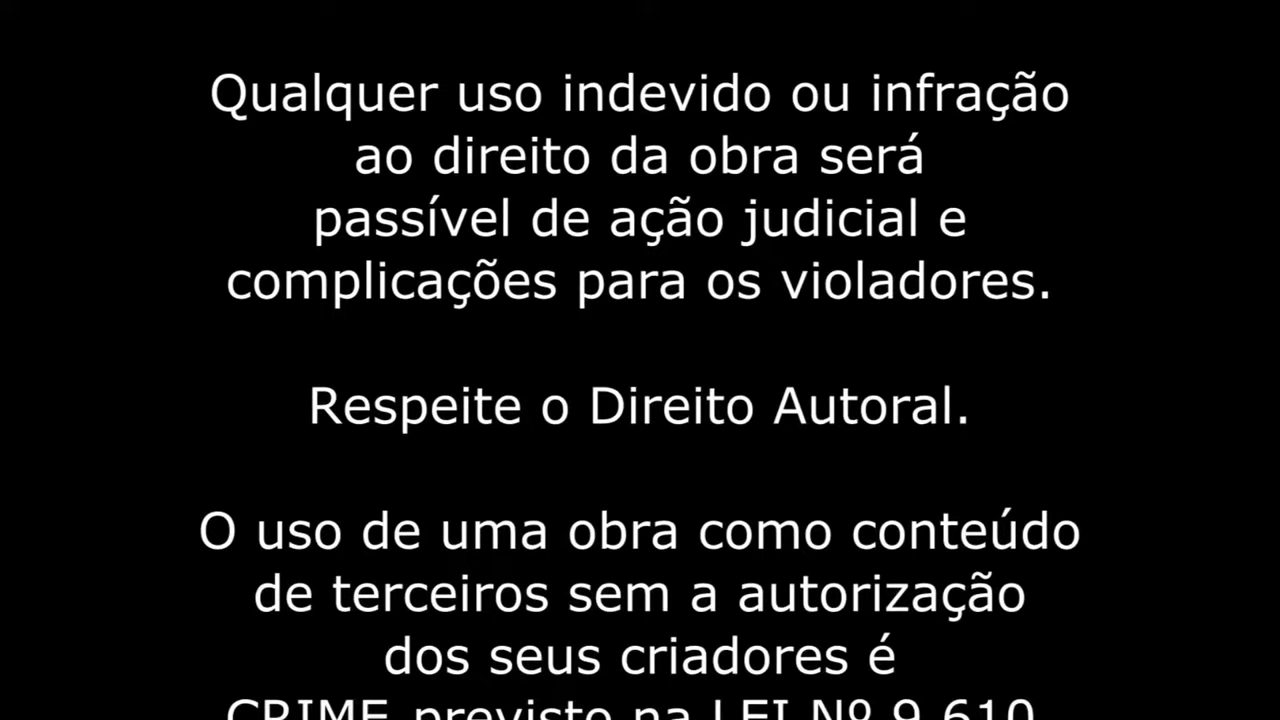 Qualquer uso indevido ou infração
ao direito da obra será
passível de ação judicial e
complicações para os violadores.
Respeite o Direito Autoral.
O uso de uma obra como conteúdo
de terceiros sem a autorização
dos seus criadores é
CRIME previsto na LEI Nº 9.610